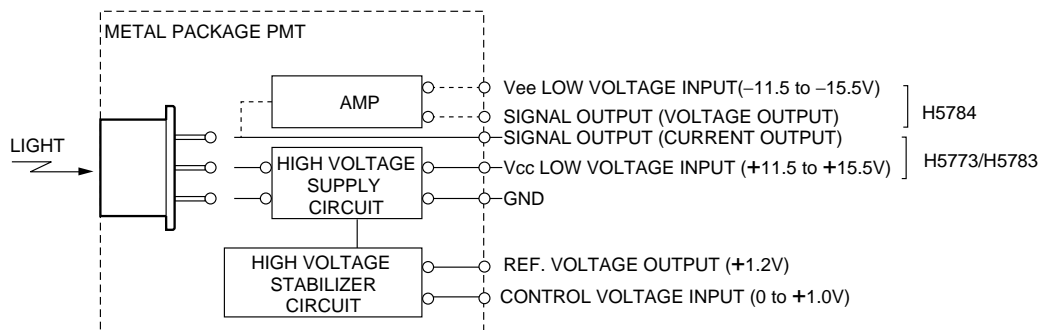 METAL PACKAGE PMT
AMP
Vee LOW VOLTAGE INPUT(−11.5 to −15.5V)
SIGNAL OUTPUT (VOLTAGE OUTPUT)
H5784
SIGNAL OUTPUT (CURRENT OUTPUT)
LIGHT
HIGH VOLTAGE
SUPPLY
CIRCUIT
Vcc LOW VOLTAGE INPUT (+11.5 to +15.5V)
H5773/H5783
GND
HIGH VOLTAGE
STABILIZER
CIRCUIT
REF. VOLTAGE OUTPUT (+1.2V)
CONTROL VOLTAGE INPUT (0 to +1.0V)